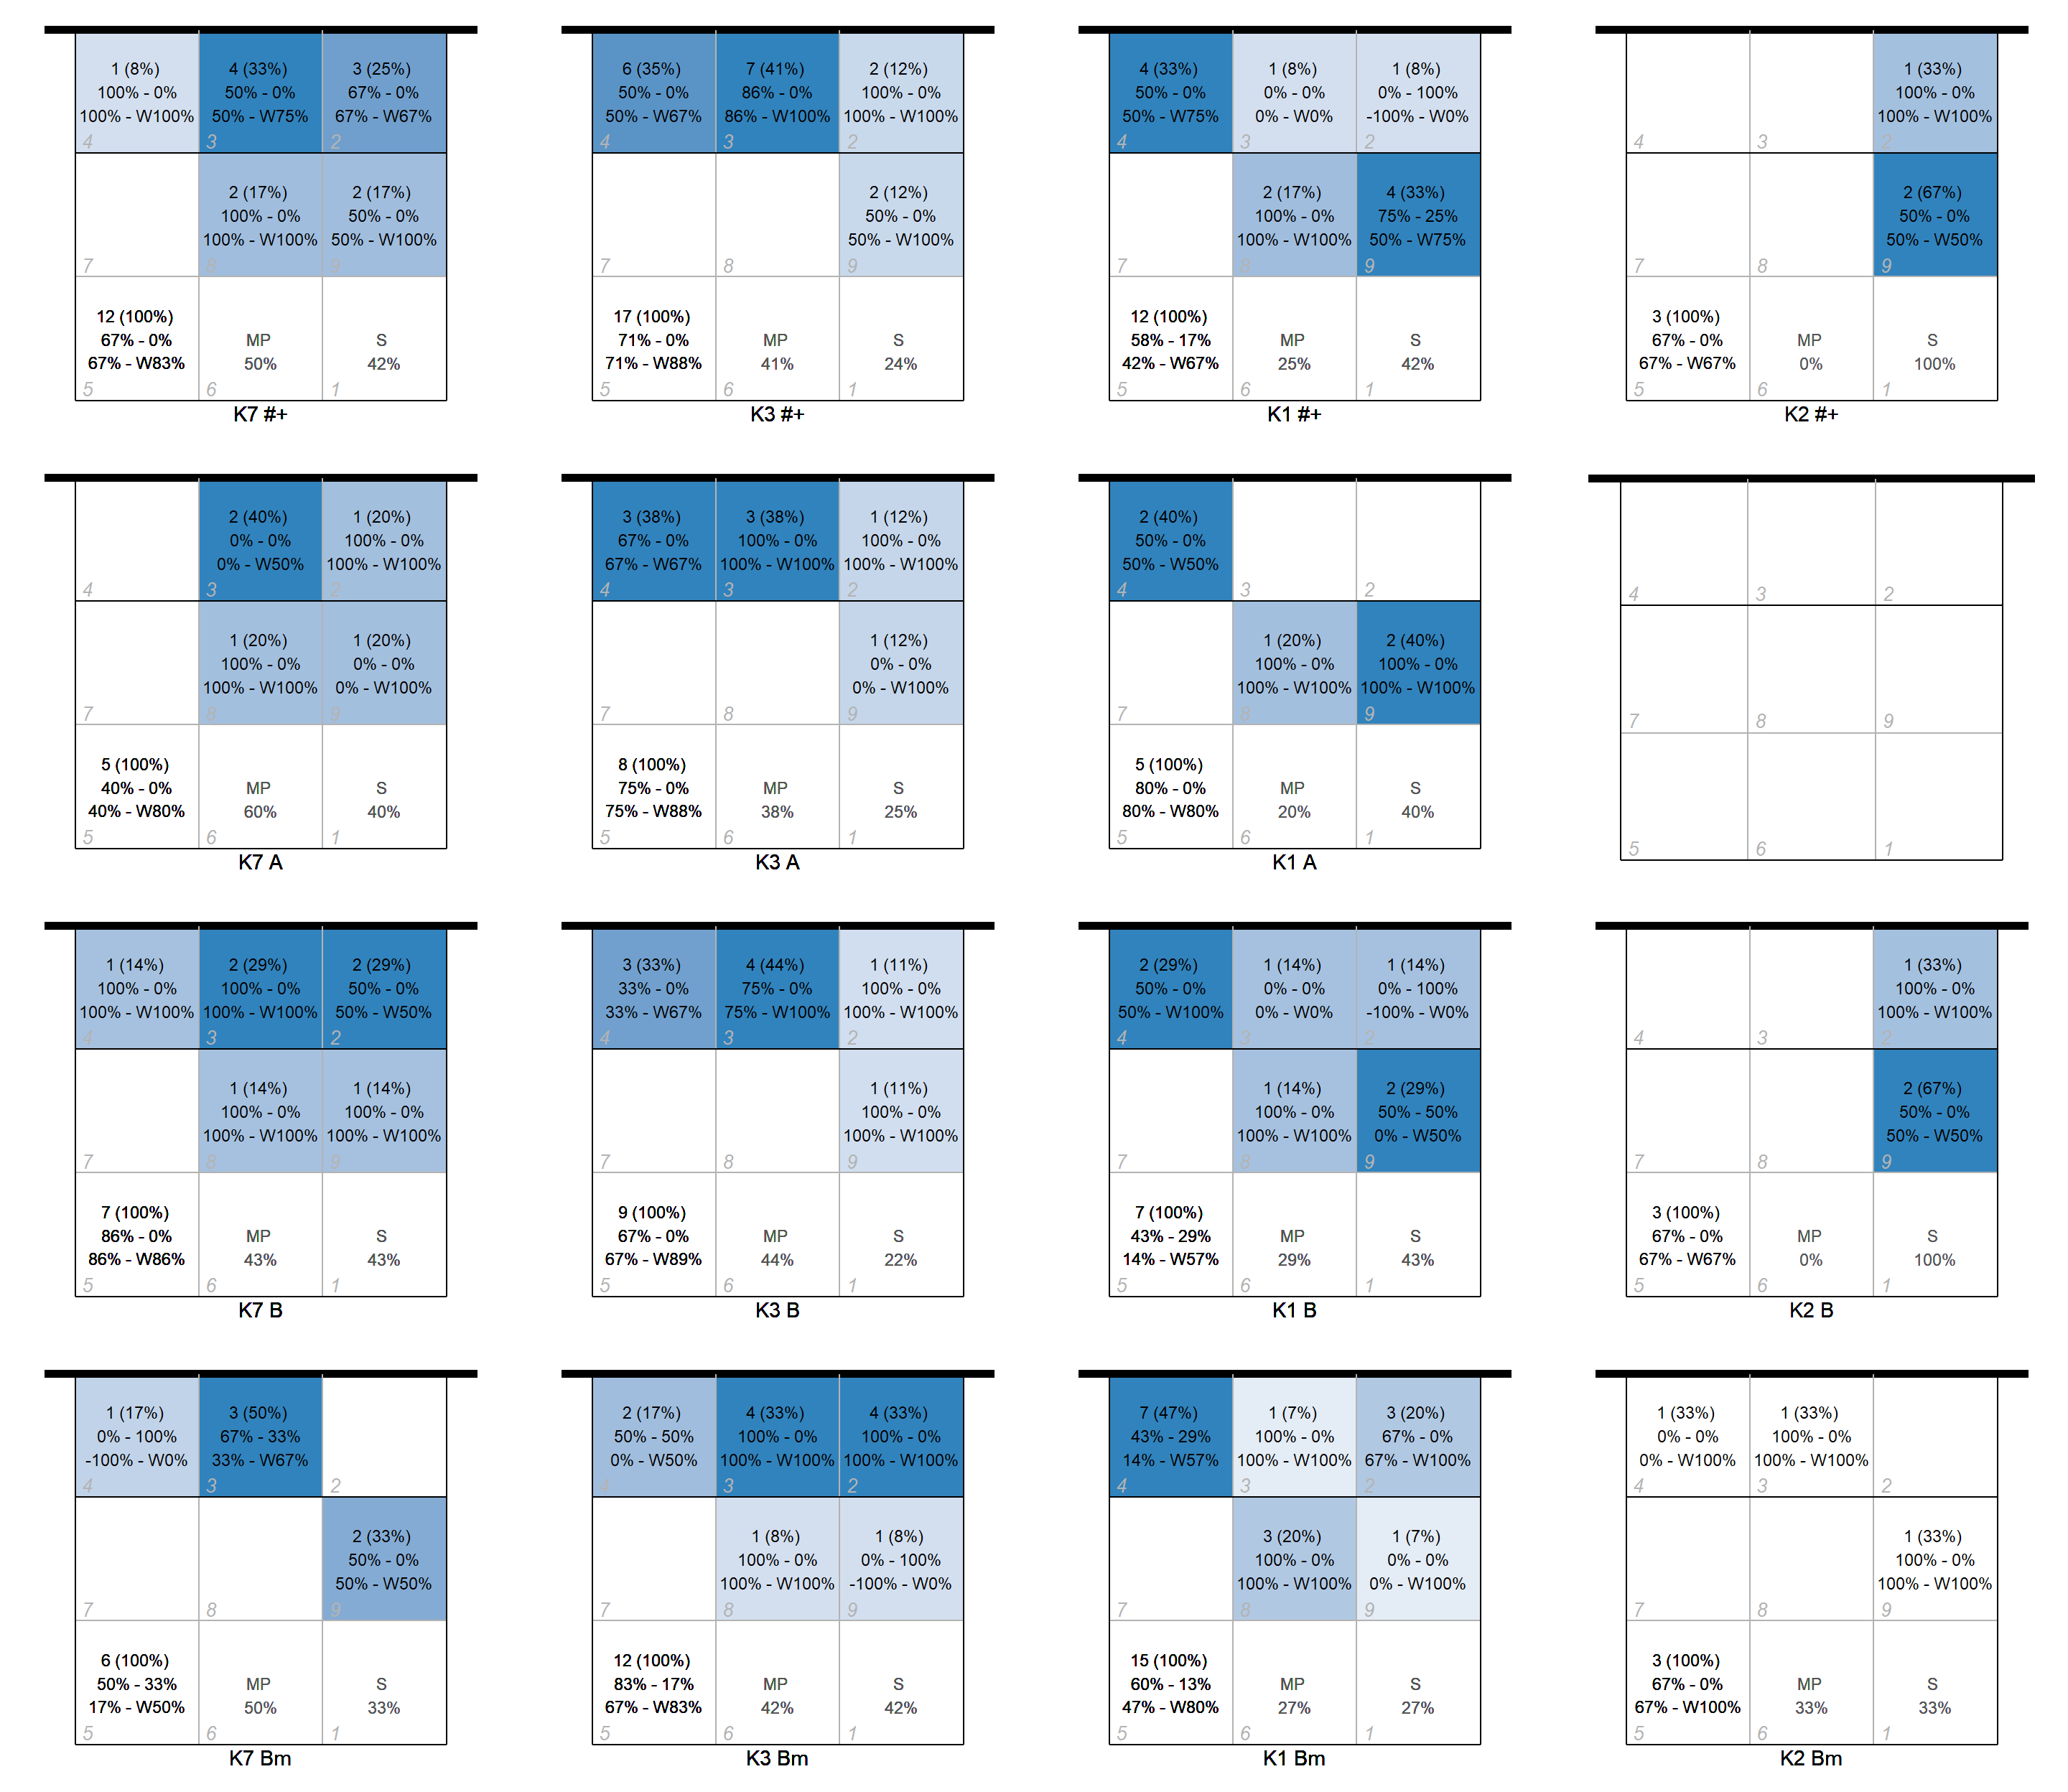 1 (8%)
100% - 0%
100% - W100%
4
4 (33%)
50% - 0%
50% - W75%
3
3 (25%)
67% - 0%
67% - W67%
2
7
2 (17%)
100% - 0%
100% - W100%
8
2 (17%)
50% - 0%
50% - W100%
9
12 (100%)
67% - 0%
67% - W83%
5
MP
50%
6
S
42%
1
K7 #+
6 (35%)
50% - 0%
50% - W67%
4
7 (41%)
86% - 0%
86% - W100%
3
2 (12%)
100% - 0%
100% - W100%
2
7
8
2 (12%)
50% - 0%
50% - W100%
9
17 (100%)
71% - 0%
71% - W88%
5
MP
41%
6
S
24%
1
K3 #+
4 (33%)
50% - 0%
50% - W75%
4
1 (8%)
0% - 0%
0% - W0%
3
1 (8%)
0% - 100%
-100% - W0%
2
7
2 (17%)
100% - 0%
100% - W100%
8
4 (33%)
75% - 25%
50% - W75%
9
12 (100%)
58% - 17%
42% - W67%
5
MP
25%
6
S
42%
1
K1 #+
4
3
1 (33%)
100% - 0%
100% - W100%
2
7
8
2 (67%)
50% - 0%
50% - W50%
9
3 (100%)
67% - 0%
67% - W67%
5
MP
0%
6
S
100%
1
K2 #+
4
2 (40%)
0% - 0%
0% - W50%
3
1 (20%)
100% - 0%
100% - W100%
2
7
1 (20%)
100% - 0%
100% - W100%
8
1 (20%)
0% - 0%
0% - W100%
9
5 (100%)
40% - 0%
40% - W80%
5
MP
60%
6
S
40%
1
K7 A
3 (38%)
67% - 0%
67% - W67%
4
3 (38%)
100% - 0%
100% - W100%
3
1 (12%)
100% - 0%
100% - W100%
2
7
8
1 (12%)
0% - 0%
0% - W100%
9
8 (100%)
75% - 0%
75% - W88%
5
MP
38%
6
S
25%
1
K3 A
2 (40%)
50% - 0%
50% - W50%
4
3
2
7
1 (20%)
100% - 0%
100% - W100%
8
2 (40%)
100% - 0%
100% - W100%
9
5 (100%)
80% - 0%
80% - W80%
5
MP
20%
6
S
40%
1
K1 A
4
3
2
7
8
9
5
6
1
1 (14%)
100% - 0%
100% - W100%
4
2 (29%)
100% - 0%
100% - W100%
3
2 (29%)
50% - 0%
50% - W50%
2
7
1 (14%)
100% - 0%
100% - W100%
8
1 (14%)
100% - 0%
100% - W100%
9
7 (100%)
86% - 0%
86% - W86%
5
MP
43%
6
S
43%
1
K7 B
3 (33%)
33% - 0%
33% - W67%
4
4 (44%)
75% - 0%
75% - W100%
3
1 (11%)
100% - 0%
100% - W100%
2
7
8
1 (11%)
100% - 0%
100% - W100%
9
9 (100%)
67% - 0%
67% - W89%
5
MP
44%
6
S
22%
1
K3 B
2 (29%)
50% - 0%
50% - W100%
4
1 (14%)
0% - 0%
0% - W0%
3
1 (14%)
0% - 100%
-100% - W0%
2
7
1 (14%)
100% - 0%
100% - W100%
8
2 (29%)
50% - 50%
0% - W50%
9
7 (100%)
43% - 29%
14% - W57%
5
MP
29%
6
S
43%
1
K1 B
4
3
1 (33%)
100% - 0%
100% - W100%
2
7
8
2 (67%)
50% - 0%
50% - W50%
9
3 (100%)
67% - 0%
67% - W67%
5
MP
0%
6
S
100%
1
K2 B
1 (17%)
0% - 100%
-100% - W0%
4
3 (50%)
67% - 33%
33% - W67%
3
2
7
8
2 (33%)
50% - 0%
50% - W50%
9
6 (100%)
50% - 33%
17% - W50%
5
MP
50%
6
S
33%
1
K7 Bm
2 (17%)
50% - 50%
0% - W50%
4
4 (33%)
100% - 0%
100% - W100%
3
4 (33%)
100% - 0%
100% - W100%
2
7
1 (8%)
100% - 0%
100% - W100%
8
1 (8%)
0% - 100%
-100% - W0%
9
12 (100%)
83% - 17%
67% - W83%
5
MP
42%
6
S
42%
1
K3 Bm
7 (47%)
43% - 29%
14% - W57%
4
1 (7%)
100% - 0%
100% - W100%
3
3 (20%)
67% - 0%
67% - W100%
2
7
3 (20%)
100% - 0%
100% - W100%
8
1 (7%)
0% - 0%
0% - W100%
9
15 (100%)
60% - 13%
47% - W80%
5
MP
27%
6
S
27%
1
K1 Bm
1 (33%)
0% - 0%
0% - W100%
4
1 (33%)
100% - 0%
100% - W100%
3
2
7
8
1 (33%)
100% - 0%
100% - W100%
9
3 (100%)
67% - 0%
67% - W100%
5
MP
33%
6
S
33%
1
K2 Bm